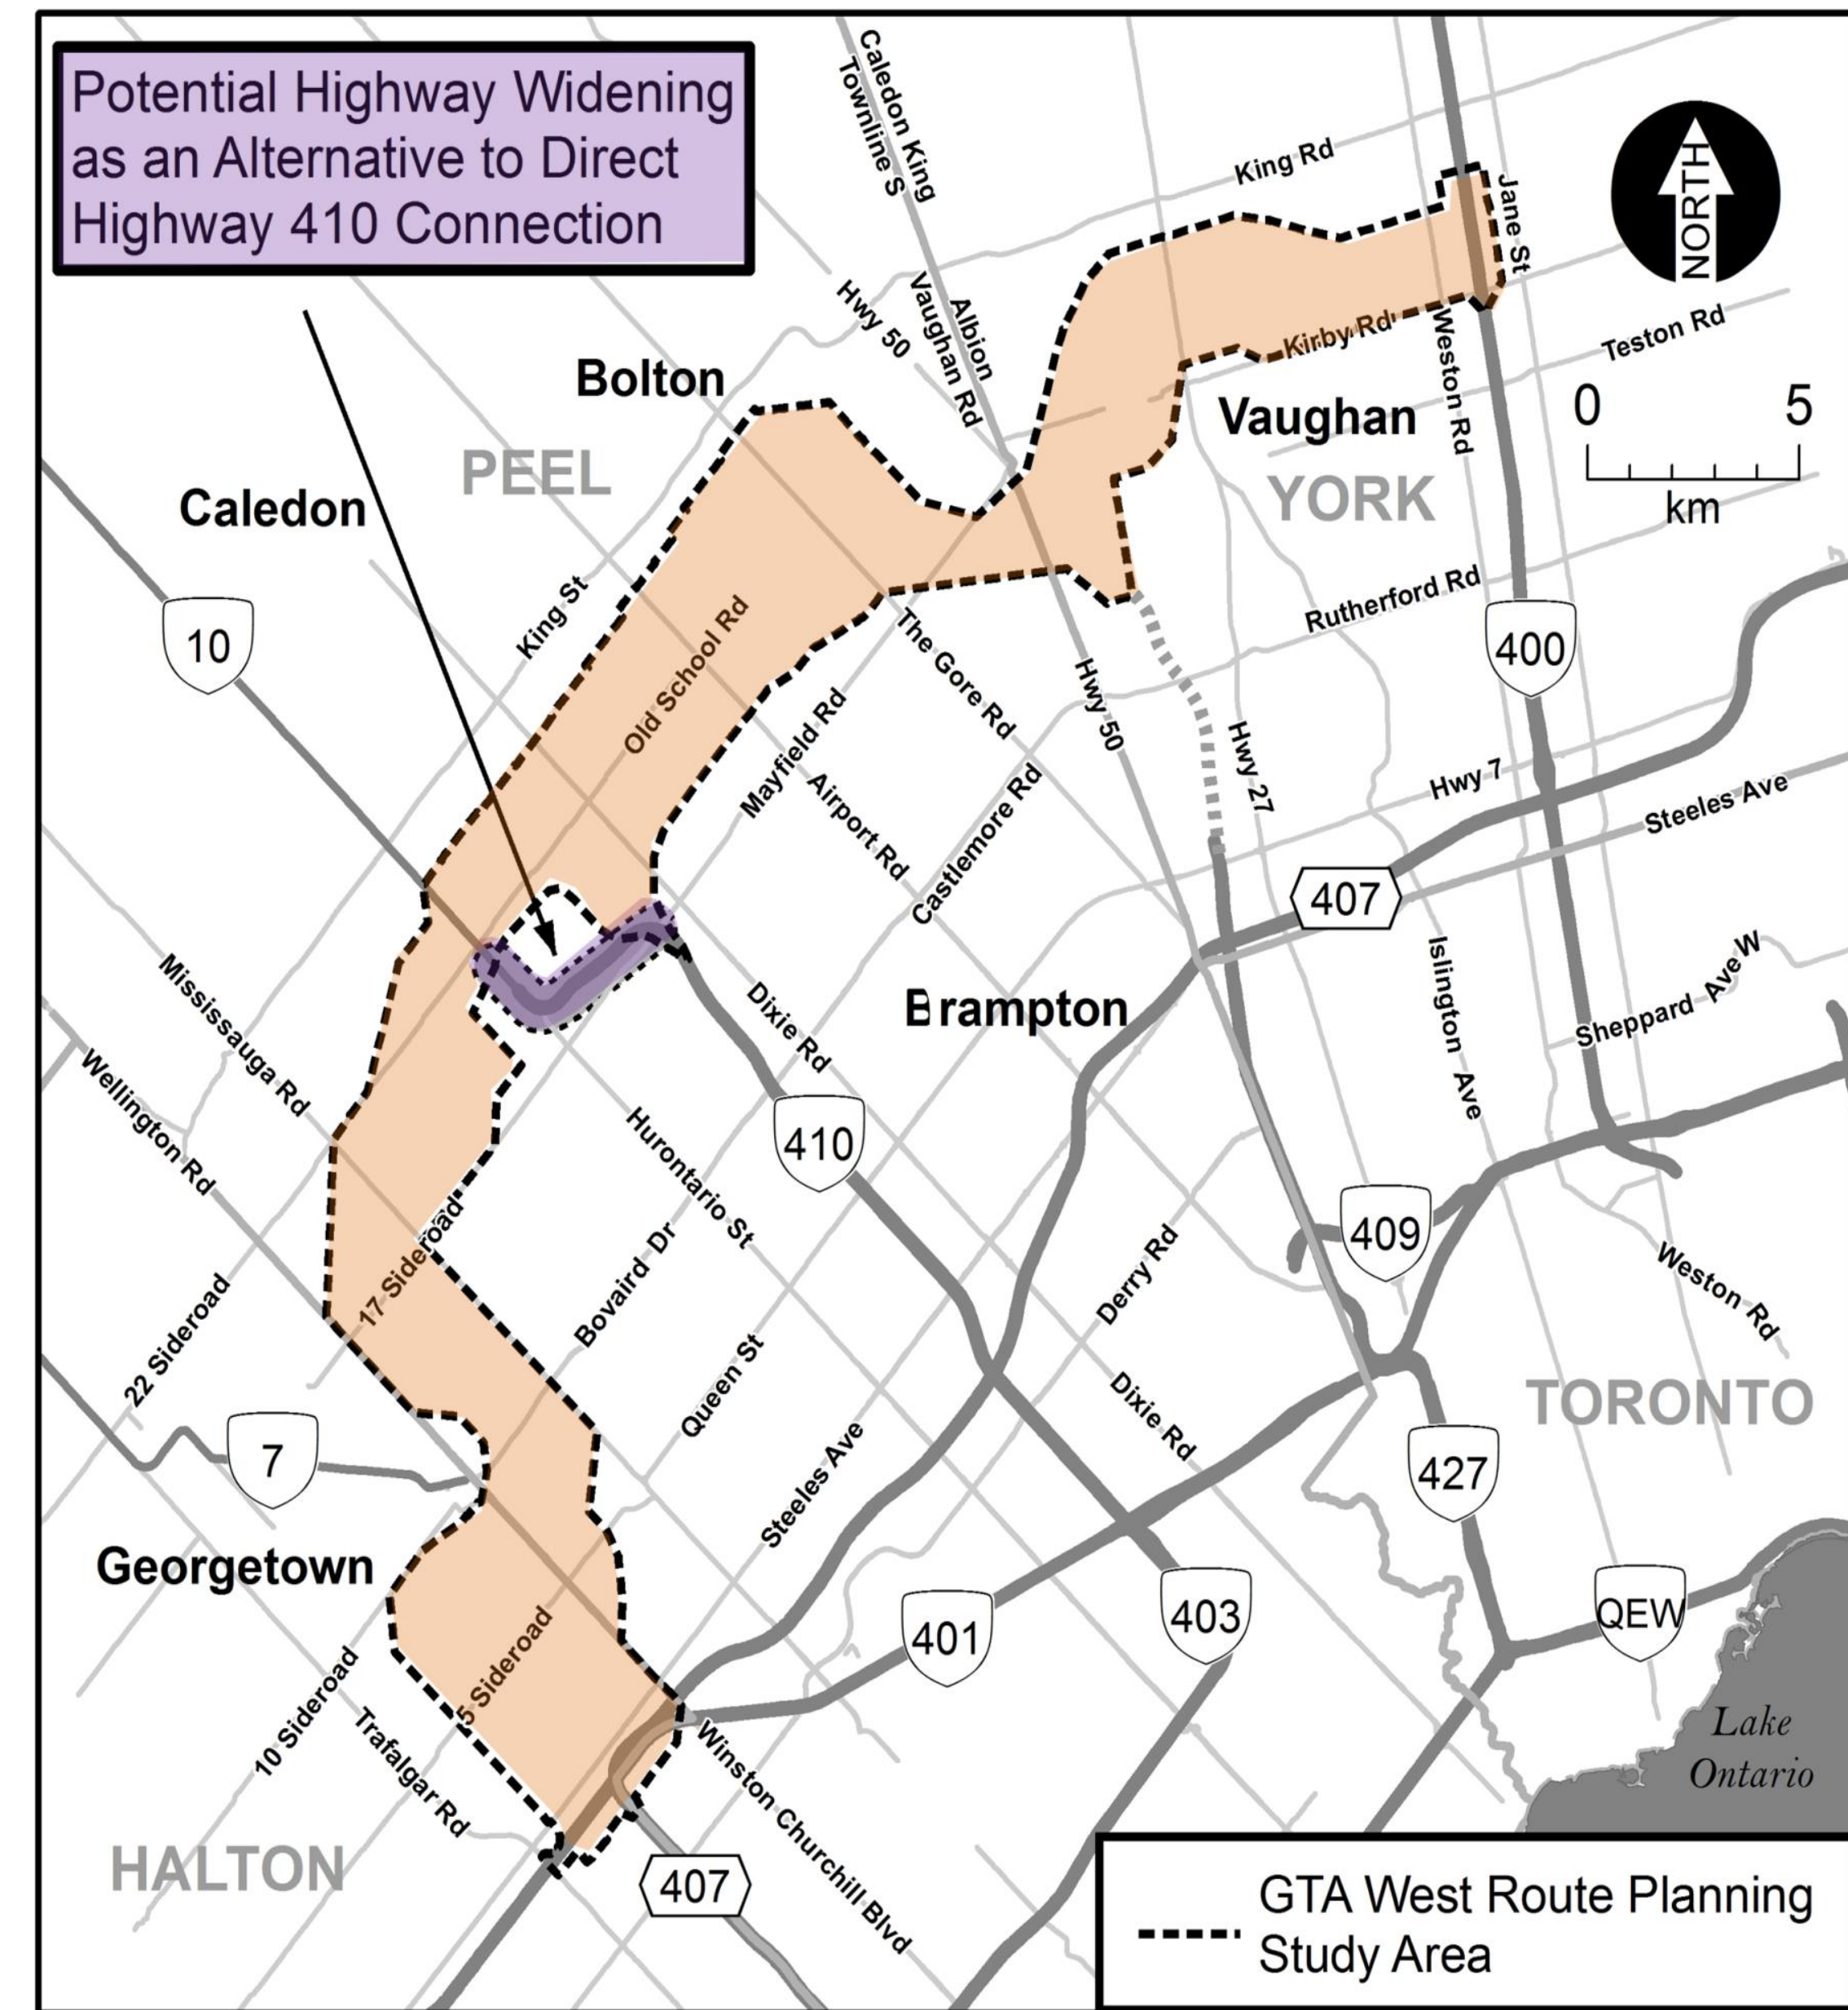 Potential Highway Widening
as an Alternative to Direct
Highway 410 Connection
Caledon King
Townline S
King Rd
Jane St
NORTH
Hwy 50
Albion
Vaughan Rd
Kirby Rd
Weston Rd
Teston Rd
0 5
km
Bolton
PEEL
Vaughan
YORK
Caledon
King St
10
Old School Rd
The Gore Rd
Rutherford Rd
400
Mayfield Rd
Hwy 50
Hwy 27
Hwy 7
Steeles Ave
Airport Rd
Castlemore Rd
407
Mississauga Rd
Dixie Rd
Brampton
Islington Ave
Sheppard Ave W
Wellington Rd
410
Hurontario St
409
17 Sideroad
Bovaird Dr
Derry Rd
Weston Rd
22 Sideroad
Queen St
Dixie Rd
TORONTO
7
Steeles Ave
427
Georgetown
401
403
QEW
5 Sideroad
10 Sideroad
Trafalgar Rd
Winston Churchill Blvd
Lake
Ontario
HALTON
407
GTA West Route Planning
Study Area